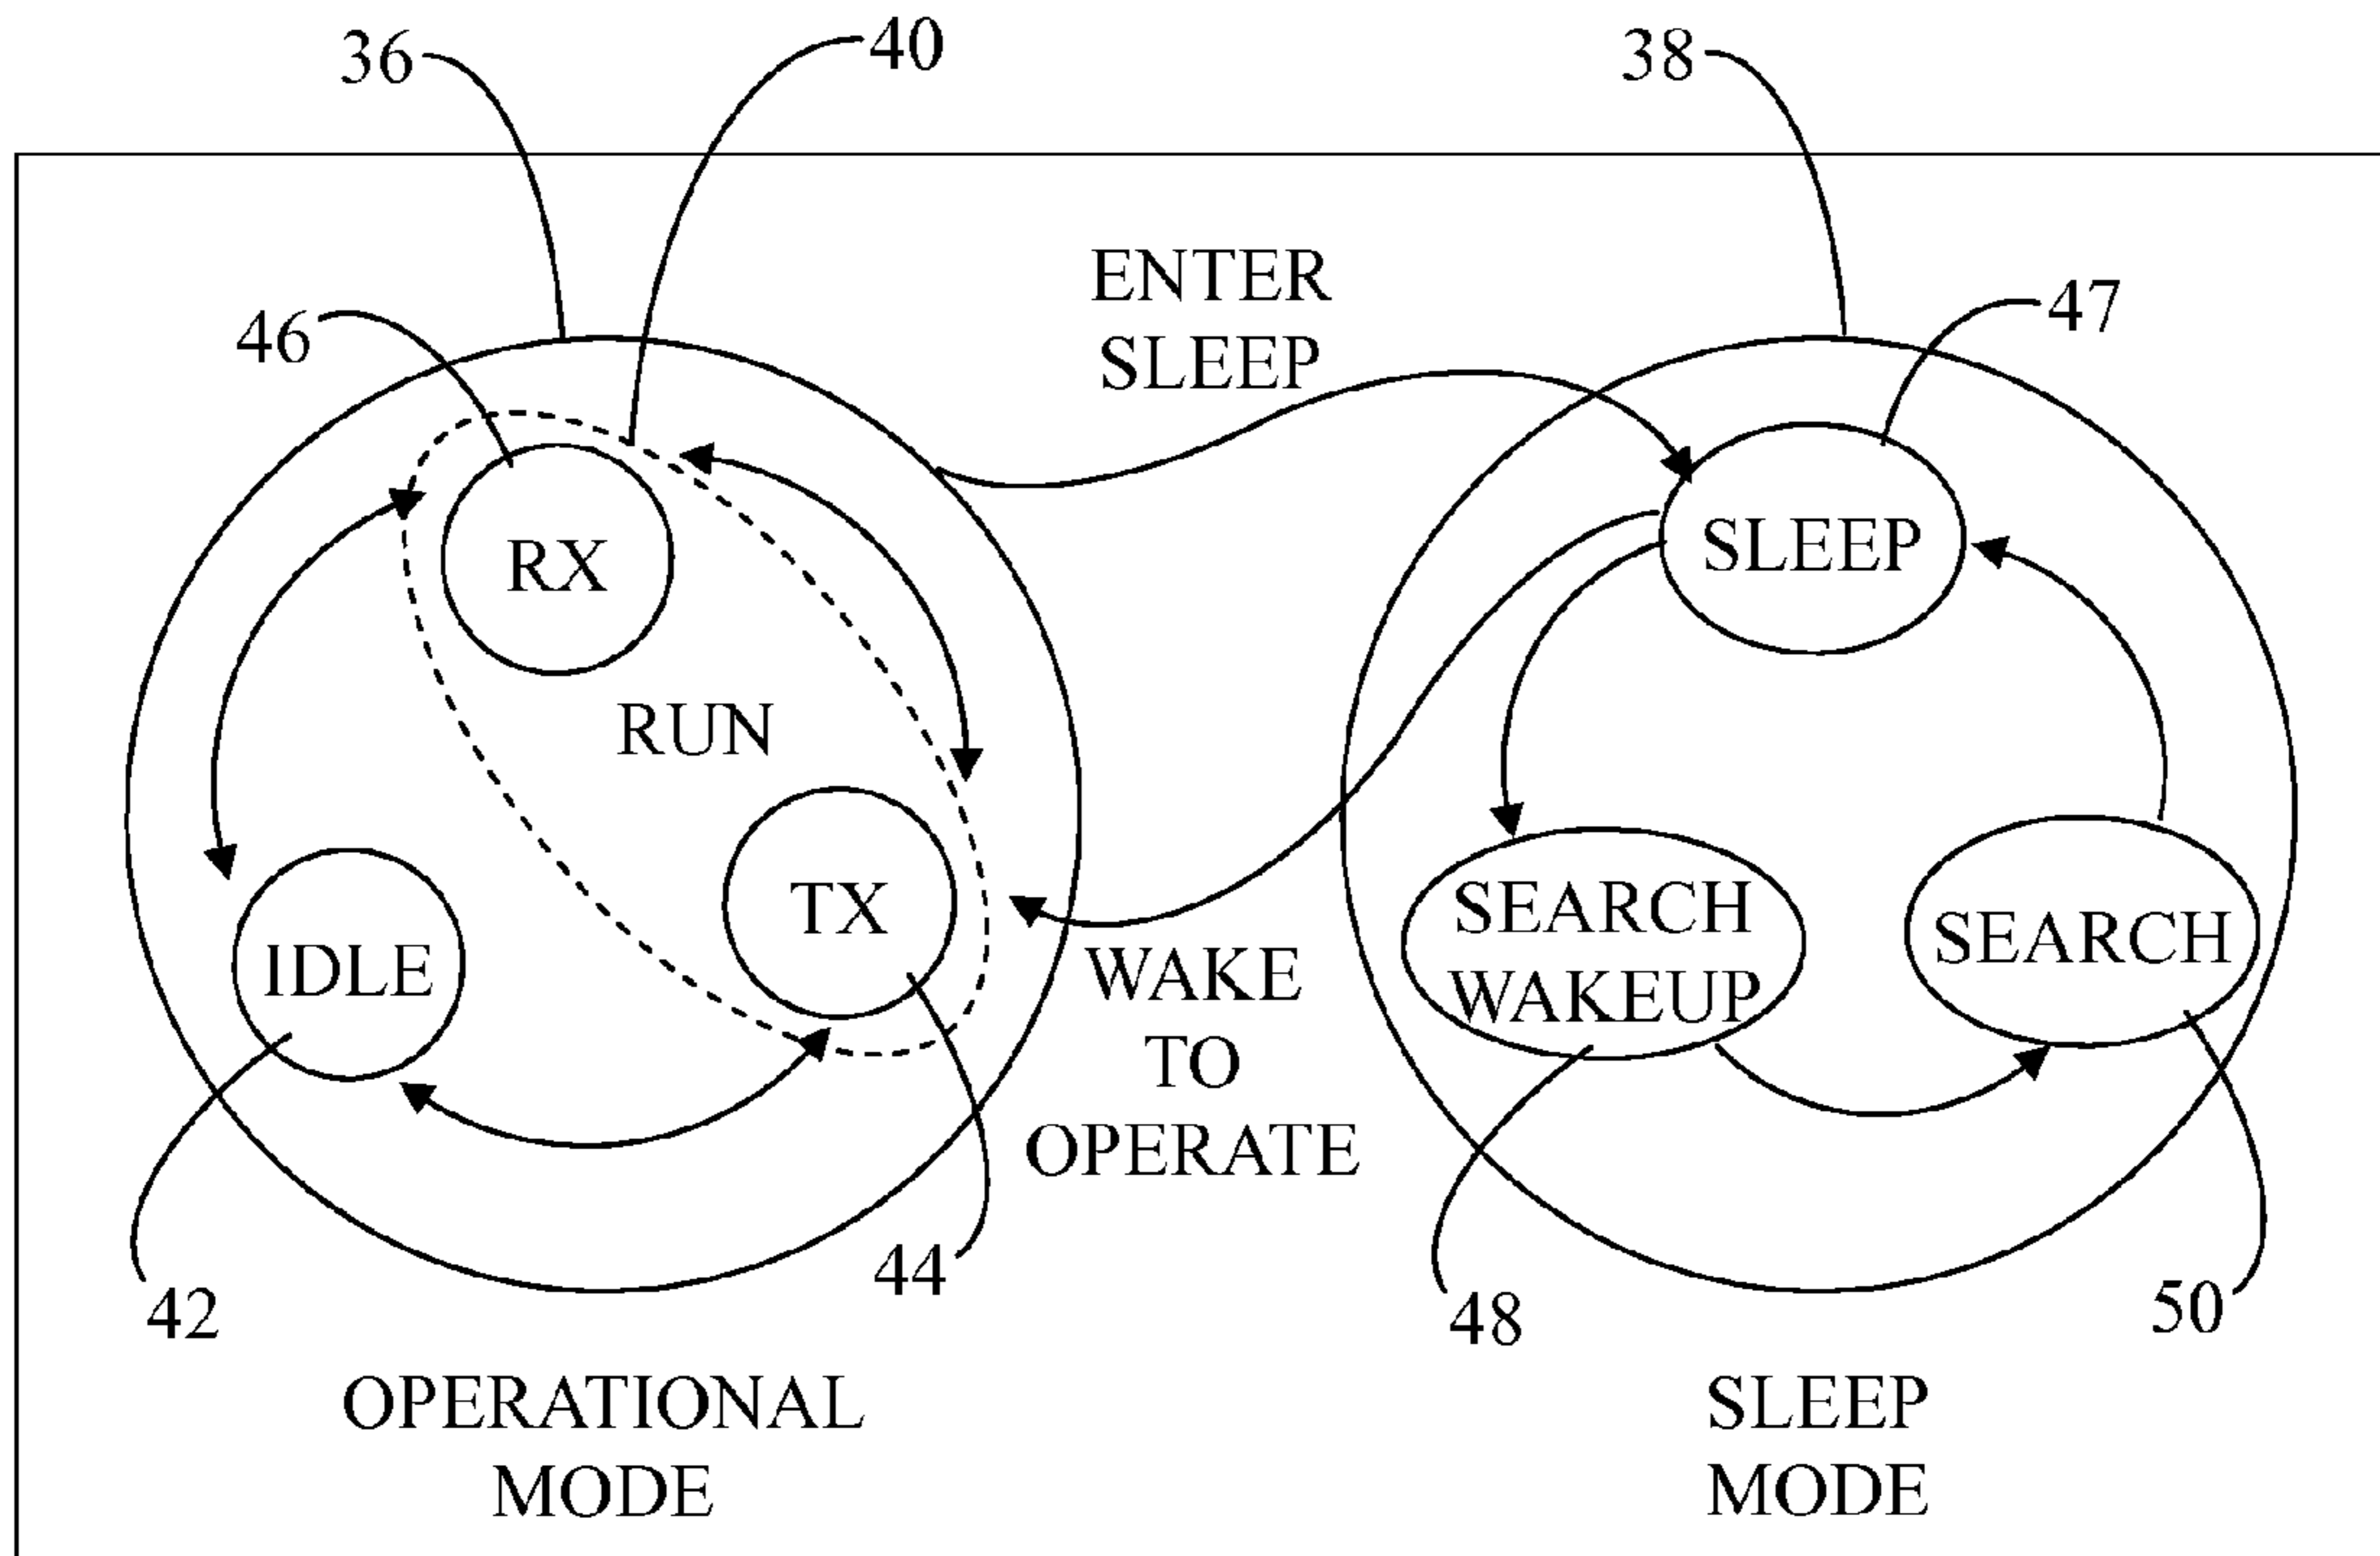 36
40
38
ENTER
SLEEP
46
47
RX
SLEEP
RUN
TX
IDLE
SEARCH
WAKEUP
SEARCH
WAKE
TO
OPERATE
42
44
48
50
OPERATIONAL
MODE
SLEEP
MODE